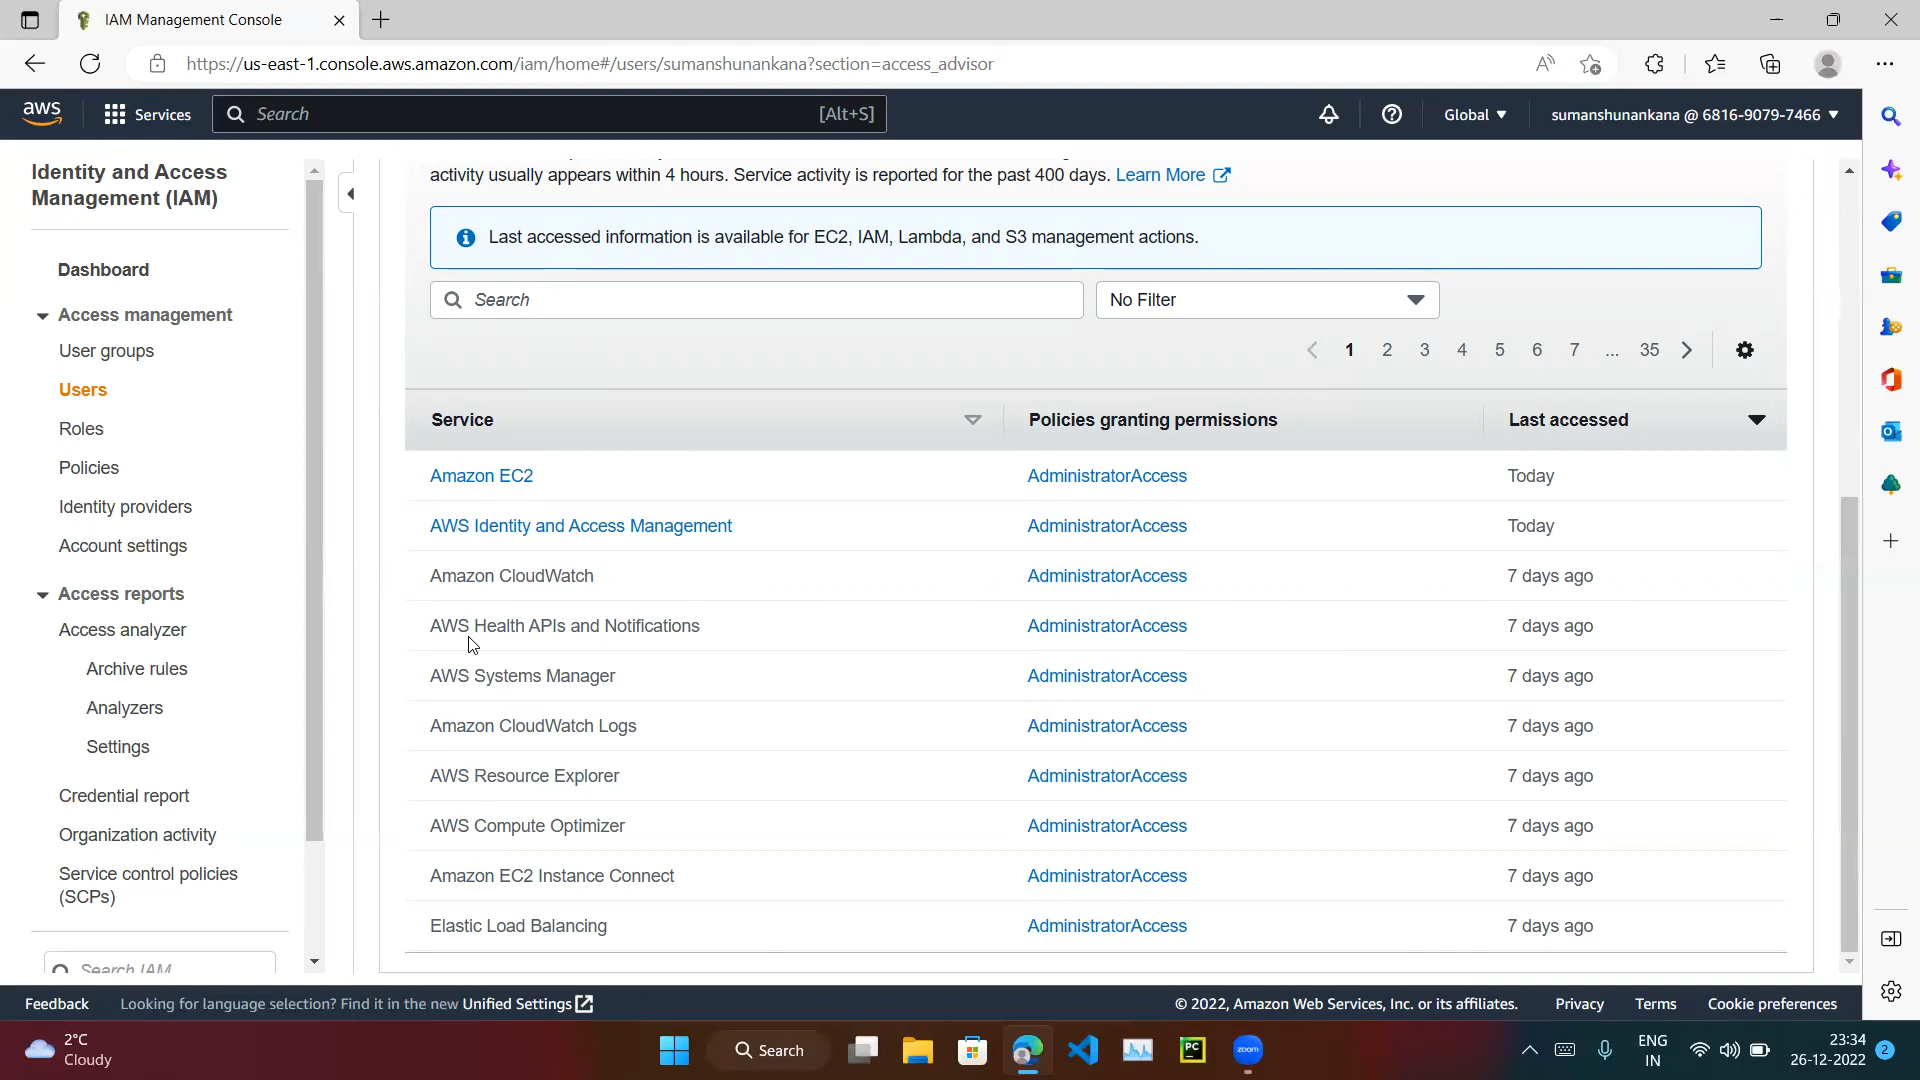 IAM Management Console
https://us-east-1.console.aws.amazon.com/iam/home#/users/sumanshunankana?section=access_advisor
aws
Services
Search
[Alt+S]
Global
sumanshunankana @ 6816-9079-7466
Identity and Access
Management (IAM)
Dashboard
Access management
User groups
Users
Roles
Policies
Identity providers
Account settings
Access reports
Access analyzer
Archive rules
Analyzers
Settings
Credential report
Organization activity
Service control policies
(SCPs)
Search IAM
activity usually appears within 4 hours. Service activity is reported for the past 400 days. Learn More
Last accessed information is available for EC2, IAM, Lambda, and S3 management actions.
Search
No Filter
1 2 3 4 5 6 7 ... 35
Service Policies granting permissions Last accessed
Amazon EC2 AdministratorAccess Today
AWS Identity and Access Management AdministratorAccess Today
Amazon CloudWatch AdministratorAccess 7 days ago
AWS Health APIs and Notifications AdministratorAccess 7 days ago
AWS Systems Manager AdministratorAccess 7 days ago
Amazon CloudWatch Logs AdministratorAccess 7 days ago
AWS Resource Explorer AdministratorAccess 7 days ago
AWS Compute Optimizer AdministratorAccess 7 days ago
Amazon EC2 Instance Connect AdministratorAccess 7 days ago
Elastic Load Balancing AdministratorAccess 7 days ago
Feedback Looking for language selection? Find it in the new Unified Settings
© 2022, Amazon Web Services, Inc. or its affiliates. Privacy Terms Cookie preferences
2°C
Cloudy
Search
PC
zoom
ENG
IN
23:34
26-12-2022
2